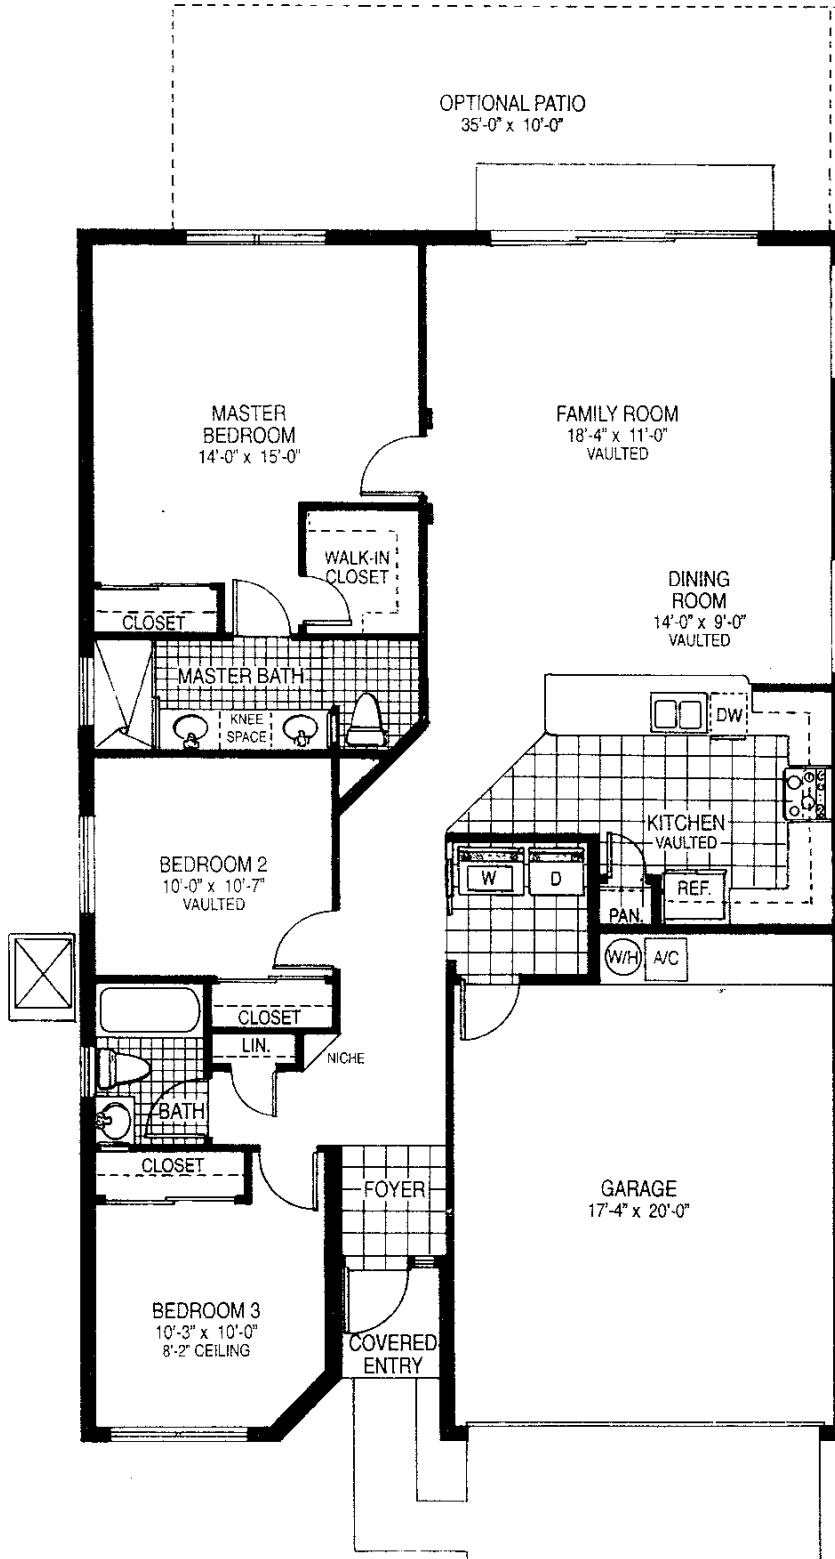 OPTIONAL PATIO
35'-0" x 10'-0"
MASTER
BEDROOM
14'-0" x 15'-0"
FAMILY ROOM
18'-4" x 11'-0"
VAULTED
WALK-IN
CLOSET
DINING
ROOM
14'-0" x 9'-0"
VAULTED
CLOSET
MASTER BATH
KNEE
SPACE
DW
KITCHEN
VAULTED
BEDROOM 2
10'-0" x 10'-7"
VAULTED
W
D
REF.
PAN.
W/H
A/C
CLOSET
LIN.
NICHE
BATH
CLOSET
FOYER
GARAGE
17'-4" x 20'-0"
BEDROOM 3
10'-3" x 10'-0"
8'-2" CEILING
COVERED
ENTRY